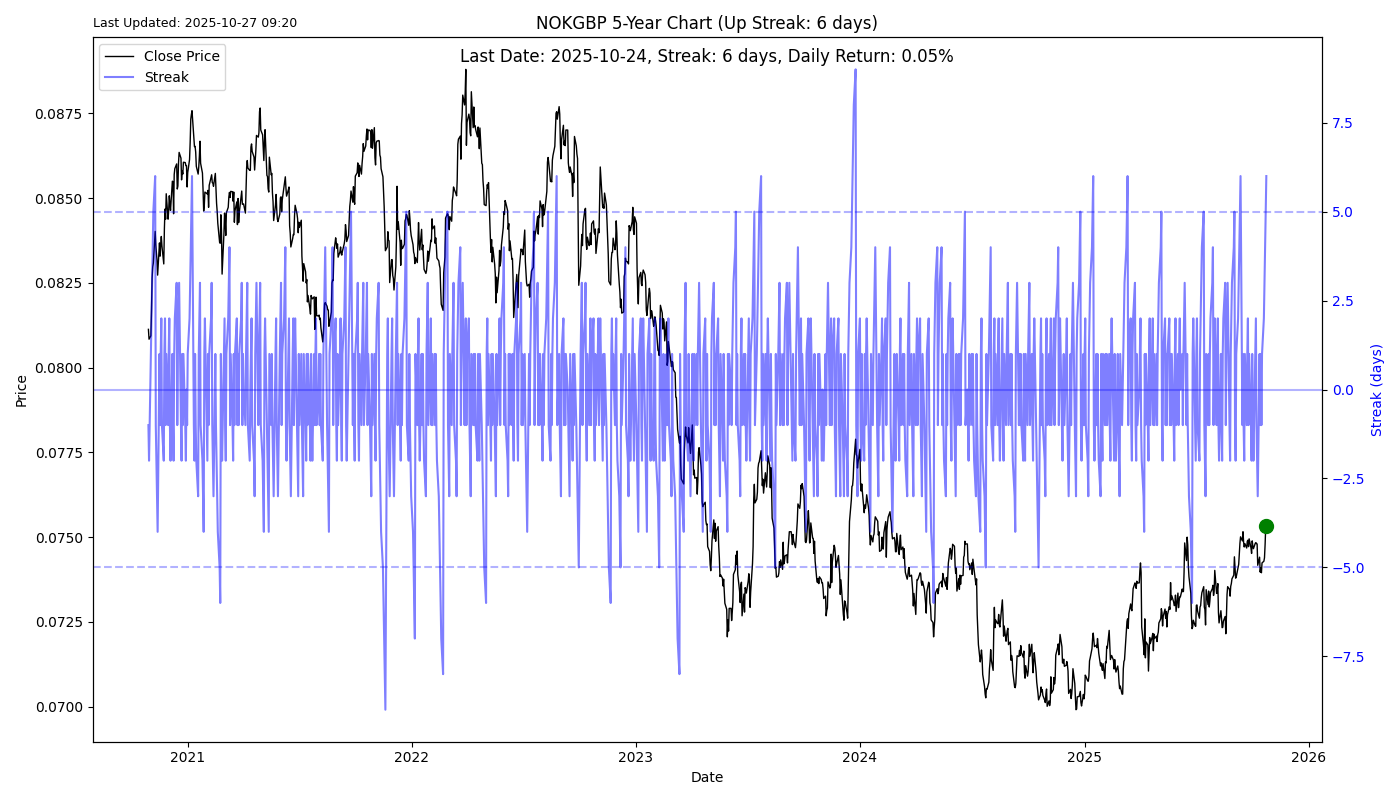 Last Updated: 2025-10-27 09:20
NOKGBP 5-Year Chart (Up Streak: 6 days)
Last Date: 2025-10-24, Streak: 6 days, Daily Return: 0.05%
Close Price
Streak
0.0875
0.0850
0.0825
0.0800
0.0775
0.0750
0.0725
0.0700
Price
7.5
5.0
2.5
0.0
−2.5
−5.0
−7.5
Streak (days)
2021
2022
2023
2024
2025
2026
Date